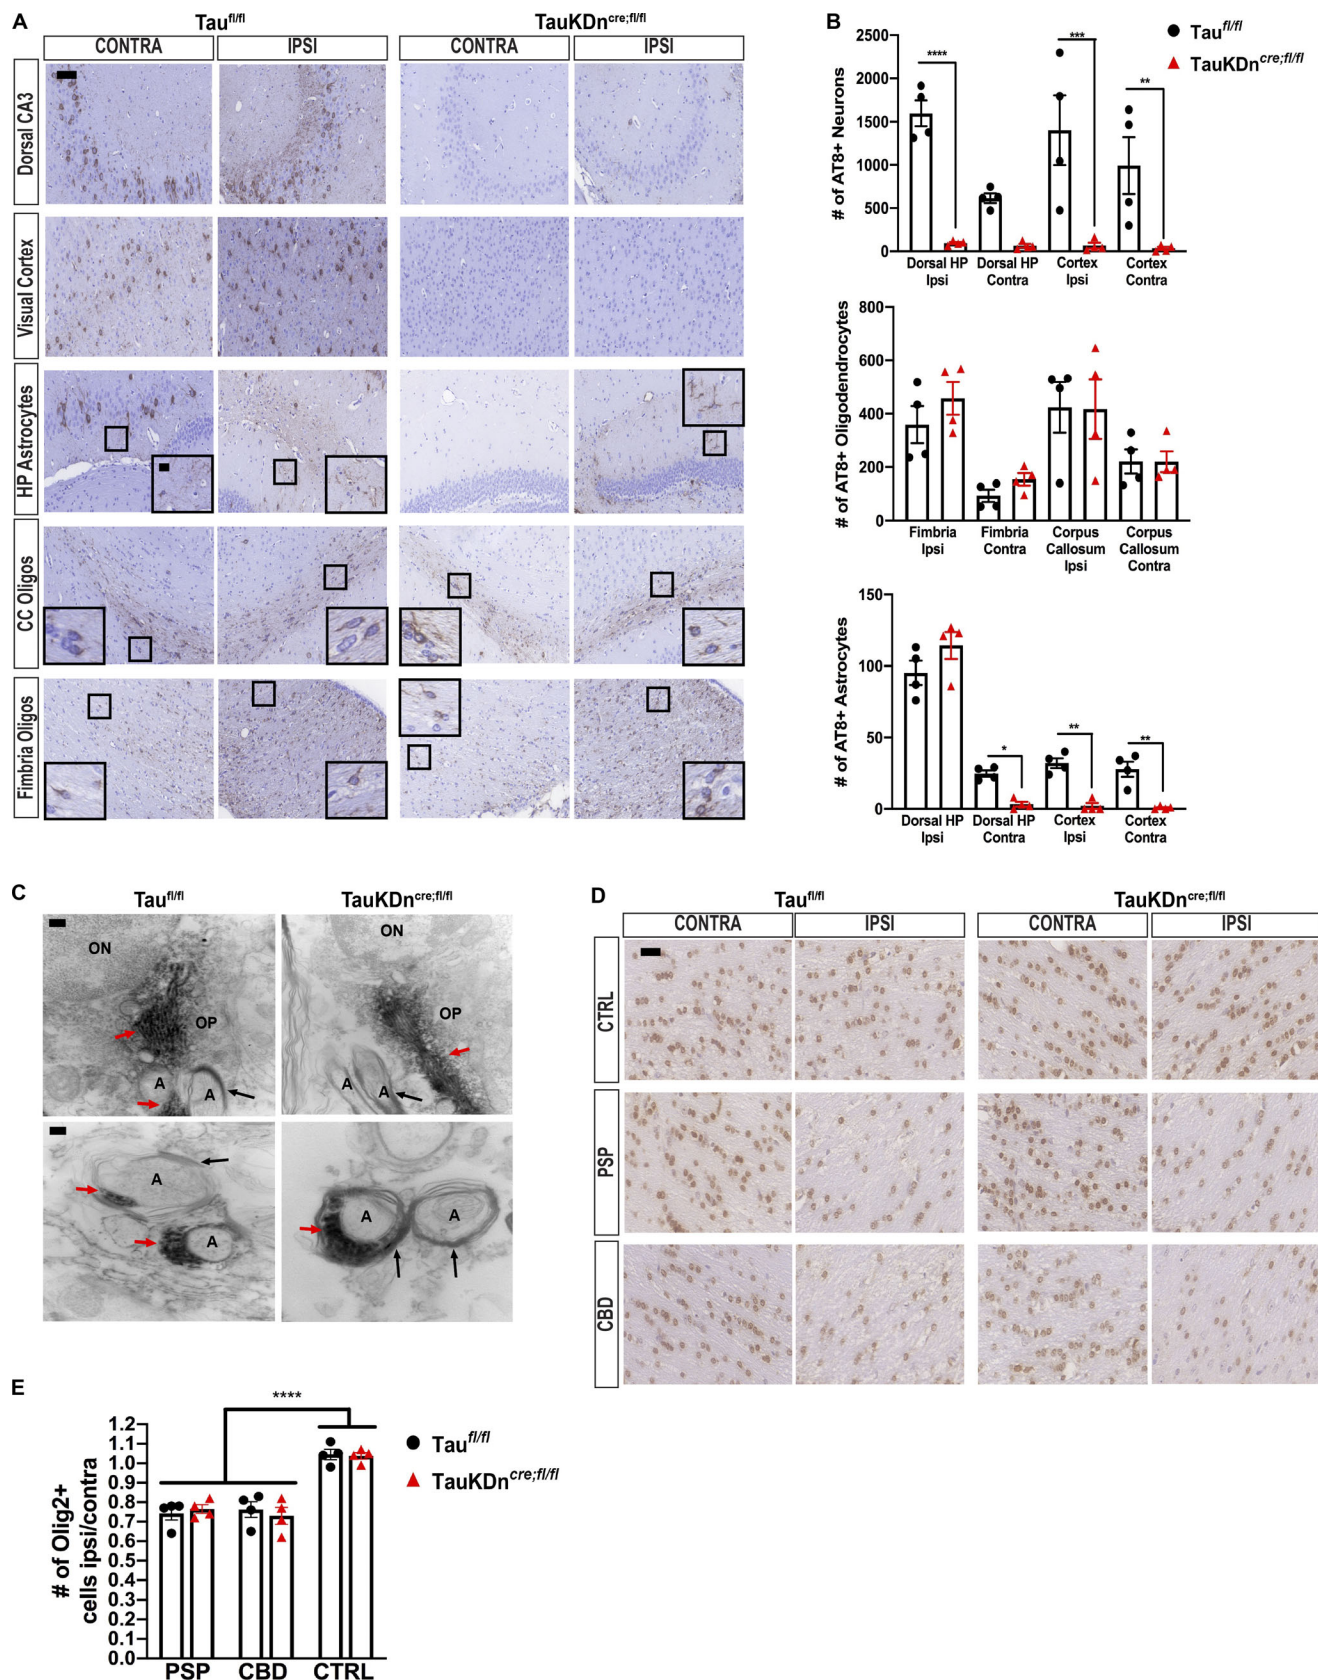 A
Tau^fl/fl
TauKDn^cre;fl/fl
CONTRA
IPSI
CONTRA
IPSI
Dorsal CA3
Visual Cortex
HP Astrocytes
CC Oligos
Fimbria Oligos
B
Tau^fl/fl
TauKDn^cre;fl/fl
# of AT8+ Neurons
2500
2000
1500
1000
500
0
****
***
**
Dorsal HP
Ipsi
Dorsal HP
Contra
Cortex
Ipsi
Cortex
Contra
# of AT8+ Oligodendrocytes
800
600
400
200
0
Fimbria
Ipsi
Fimbria
Contra
Corpus
Callosum
Ipsi
Corpus
Callosum
Contra
# of AT8+ Astrocytes
150
100
50
0
*
**
**
Dorsal HP
Ipsi
Dorsal HP
Contra
Cortex
Ipsi
Cortex
Contra
C
Tau^fl/fl
TauKDn^cre;fl/fl
ON
OP
A
A
ON
OP
A
A
A
A
A
A
D
Tau^fl/fl
TauKDn^cre;fl/fl
CONTRA
IPSI
CONTRA
IPSI
CTRL
PSP
CBD
E
# of Olig2+
cells ipsi/contra
1.2
1.1
1.0
0.9
0.8
0.7
0.6
0.5
0.4
0.3
0.2
0.1
0.0
****
PSP
CBD
CTRL
Tau^fl/fl
TauKDn^cre;fl/fl